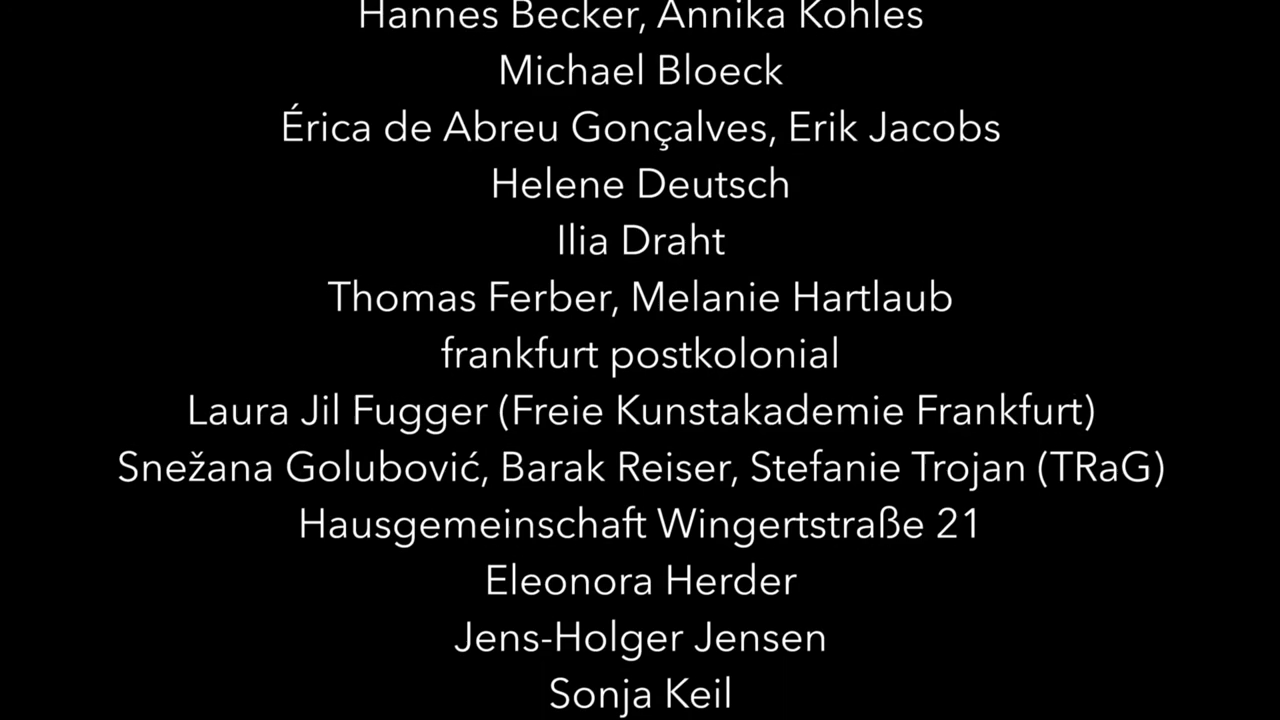 Hannes Becker, Annika Kohles
Michael Bloeck
Érica de Abreu Gonçalves, Erik Jacobs
Helene Deutsch
Ilia Draht
Thomas Ferber, Melanie Hartlaub
frankfurt postkolonial
Laura Jil Fugger (Freie Kunstakademie Frankfurt)
Snežana Golubović, Barak Reiser, Stefanie Trojan (TRaG)
Hausgemeinschaft Wingertstraße 21
Eleonora Herder
Jens-Holger Jensen
Sonja Keil